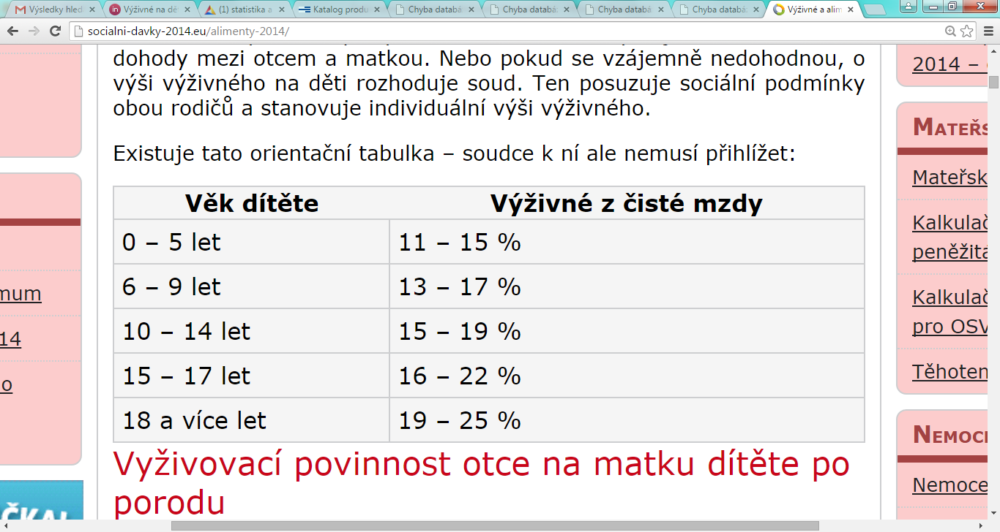 Výsledky hled
Výživné na dě
(1) statistika a
Katalog produ
Chyba databá
Chyba databá
Chyba databá
Chyba databá
Výživné a alim
socialni-davky-2014.eu/alimenty-2014/
dohody mezi otcem a matkou. Nebo pokud se vzájemně nedohodnou, o
výši výživného na děti rozhoduje soud. Ten posuzuje sociální podmínky
obou rodičů a stanovuje individuální výši výživného.
Existuje tato orientační tabulka – soudce k ní ale nemusí přihlížet:
Věk dítěte Výživné z čisté mzdy
0 – 5 let 11 – 15 %
6 – 9 let 13 – 17 %
10 – 14 let 15 – 19 %
15 – 17 let 16 – 22 %
18 a více let 19 – 25 %
Vyživovací povinnost otce na matku dítěte po
porodu
mum
14
o
ČKA!
2014 –
Mateřs
Mateřsk
Kalkulač
peněžitá
Kalkulač
pro OSV
Těhoten
Nemoc
Nemoce